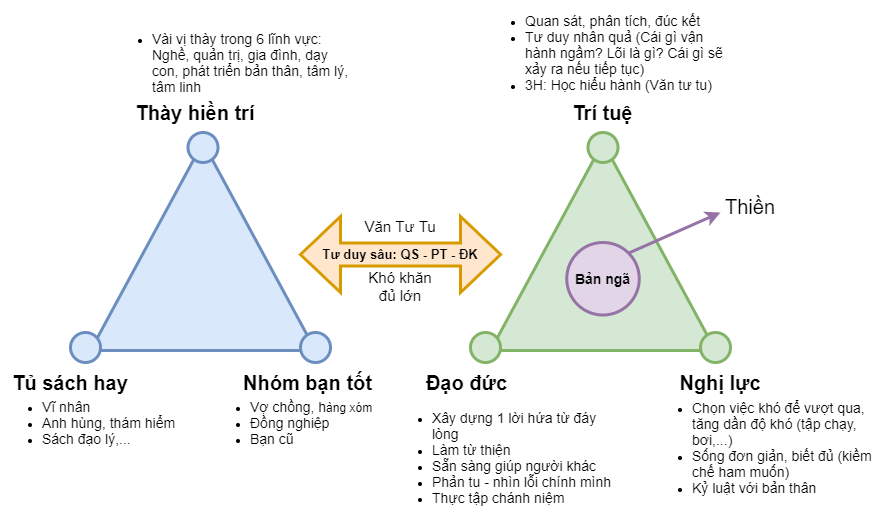 Vài vị thày trong 6 lĩnh vực:
Nghề, quản trị, gia đình, dạy
con, phát triển bản thân, tâm lý,
tâm linh
Thày hiền trí
Tủ sách hay
Vĩ nhân
Anh hùng, thám hiểm
Sách đạo lý,...
Nhóm bạn tốt
Vợ chồng, hàng xóm
Đồng nghiệp
Bạn cũ
Văn Tư Tu
Tư duy sâu: QS - PT - ĐK
Khó khăn
đủ lớn
Quan sát, phân tích, đúc kết
Tư duy nhân quả (Cái gì vận
hành ngầm? Lõi là gì? Cái gì sẽ
xảy ra nếu tiếp tục)
3H: Học hiểu hành (Văn tư tu)
Trí tuệ
Thiền
Bản ngã
Đạo đức
Xây dựng 1 lời hứa từ đáy
lòng
Làm từ thiện
Sẵn sàng giúp người khác
Phản tu - nhìn lỗi chính mình
Thực tập chánh niệm
Nghị lực
Chọn việc khó để vượt qua,
tăng dần độ khó (tập chạy,
bơi,...)
Sống đơn giản, biết đủ (kiềm
chế ham muốn)
Kỷ luật với bản thân